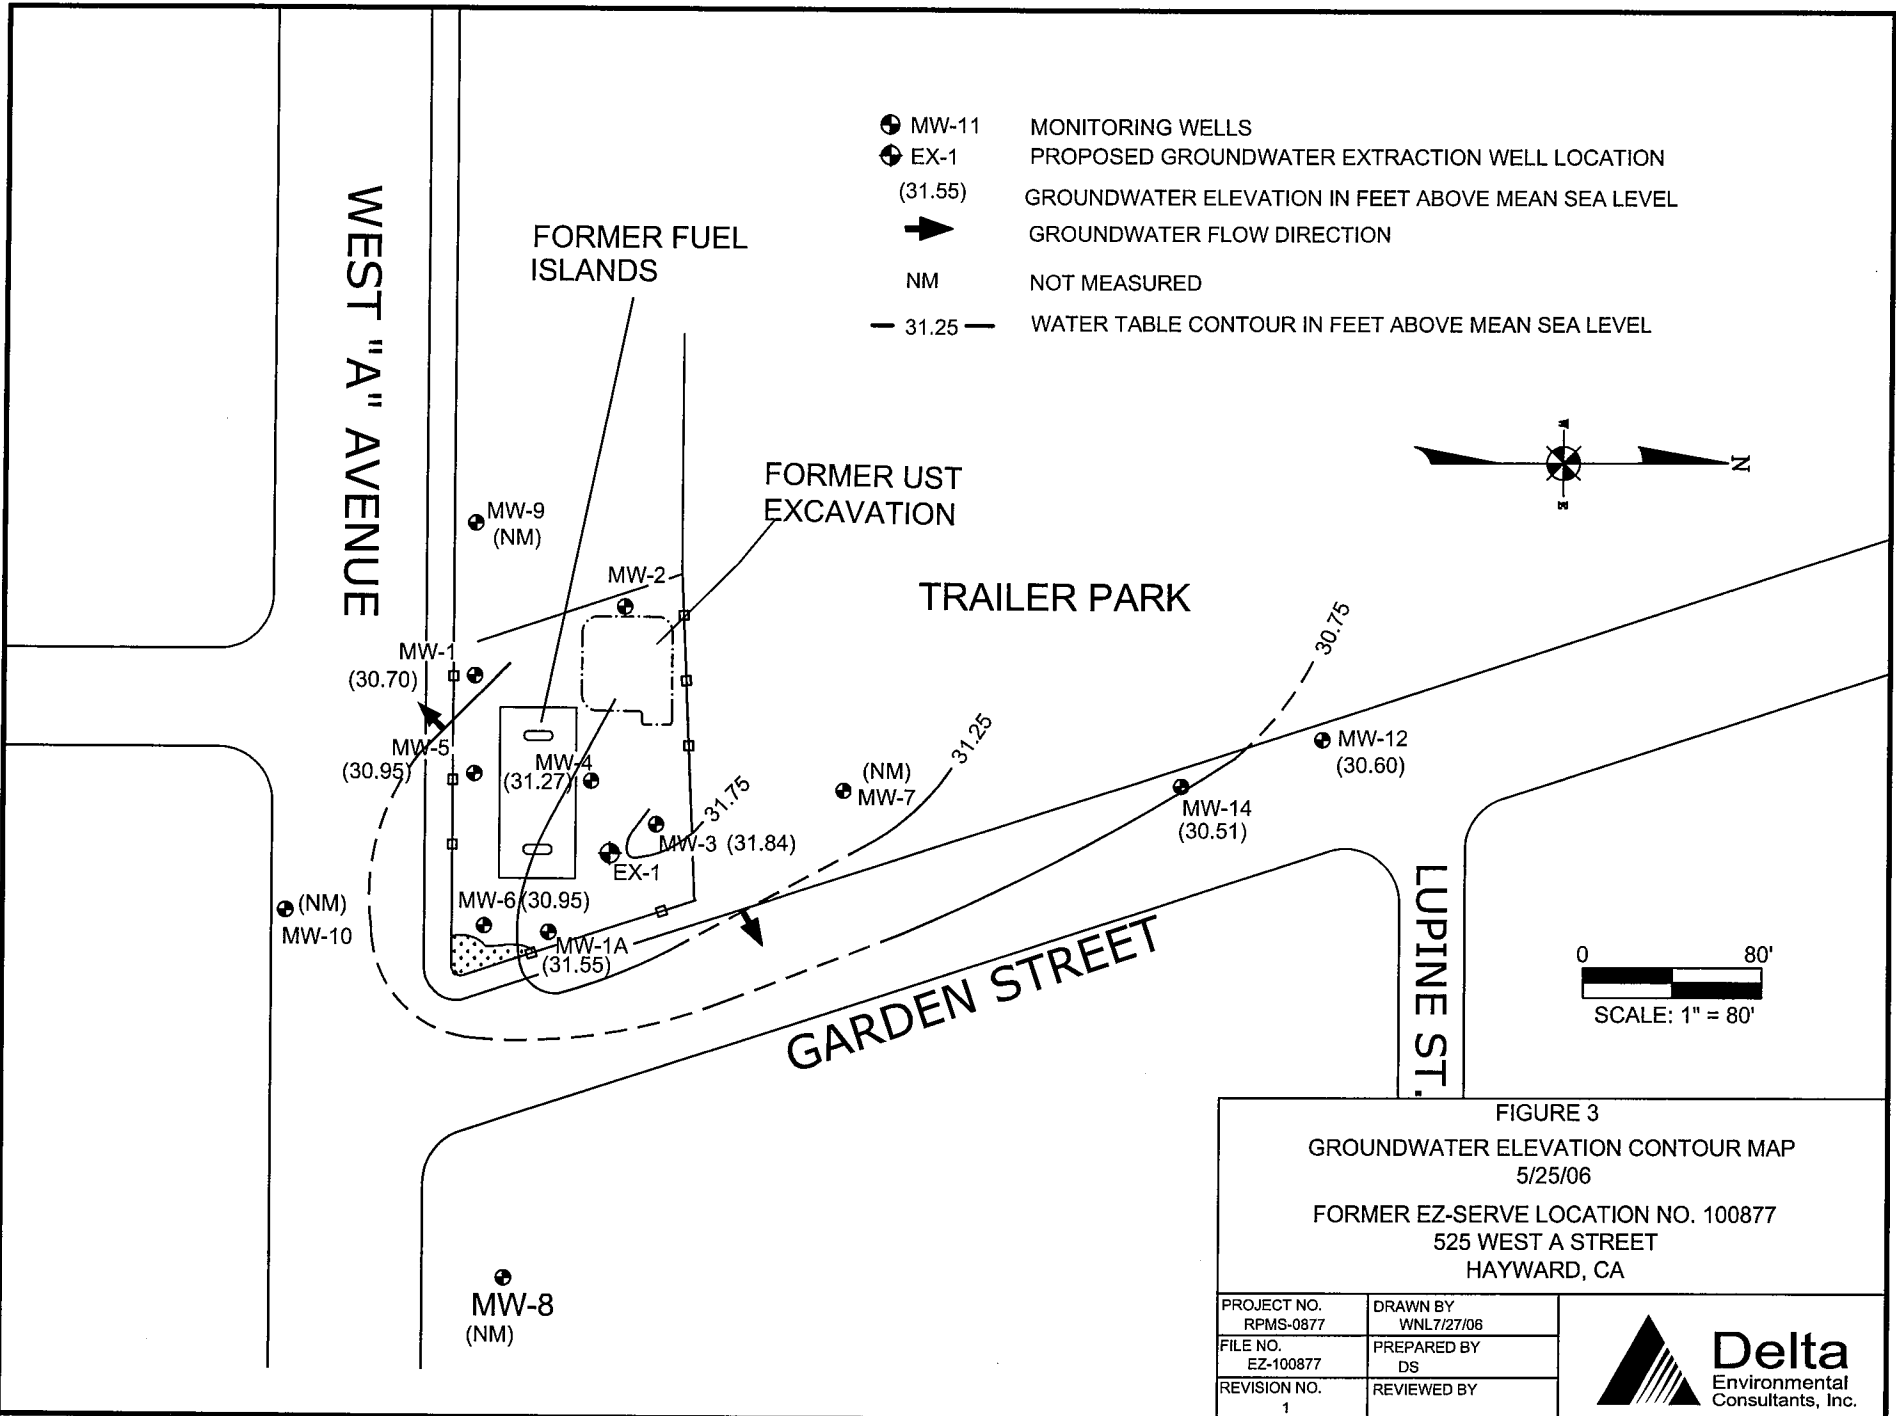 MW-11 MONITORING WELLS
EX-1 PROPOSED GROUNDWATER EXTRACTION WELL LOCATION
(31.55) GROUNDWATER ELEVATION IN FEET ABOVE MEAN SEA LEVEL
GROUNDWATER FLOW DIRECTION
NM NOT MEASURED
31.25 WATER TABLE CONTOUR IN FEET ABOVE MEAN SEA LEVEL
WEST "A" AVENUE
FORMER FUEL
ISLANDS
FORMER UST
EXCAVATION
W
N
E
MW-9
(NM)
MW-2
TRAILER PARK
30.75
MW-1
(30.70)
MW-5
(30.95)
MW-4
(31.27)
31.75
31.25
(NM)
MW-7
MW-12
(30.60)
MW-14
(30.51)
MW-3 (31.84)
EX-1
MW-6 (30.95)
(NM)
MW-10
MW-1A
(31.55)
GARDEN STREET
LUPINE ST.
0 80'
SCALE: 1" = 80'
MW-8
(NM)
FIGURE 3
GROUNDWATER ELEVATION CONTOUR MAP
5/25/06
FORMER EZ-SERVE LOCATION NO. 100877
525 WEST A STREET
HAYWARD, CA
PROJECT NO.
RPMS-0877
DRAWN BY
WNL7/27/06
FILE NO.
EZ-100877
PREPARED BY
DS
REVISION NO.
1
REVIEWED BY
Delta
Environmental
Consultants, Inc.